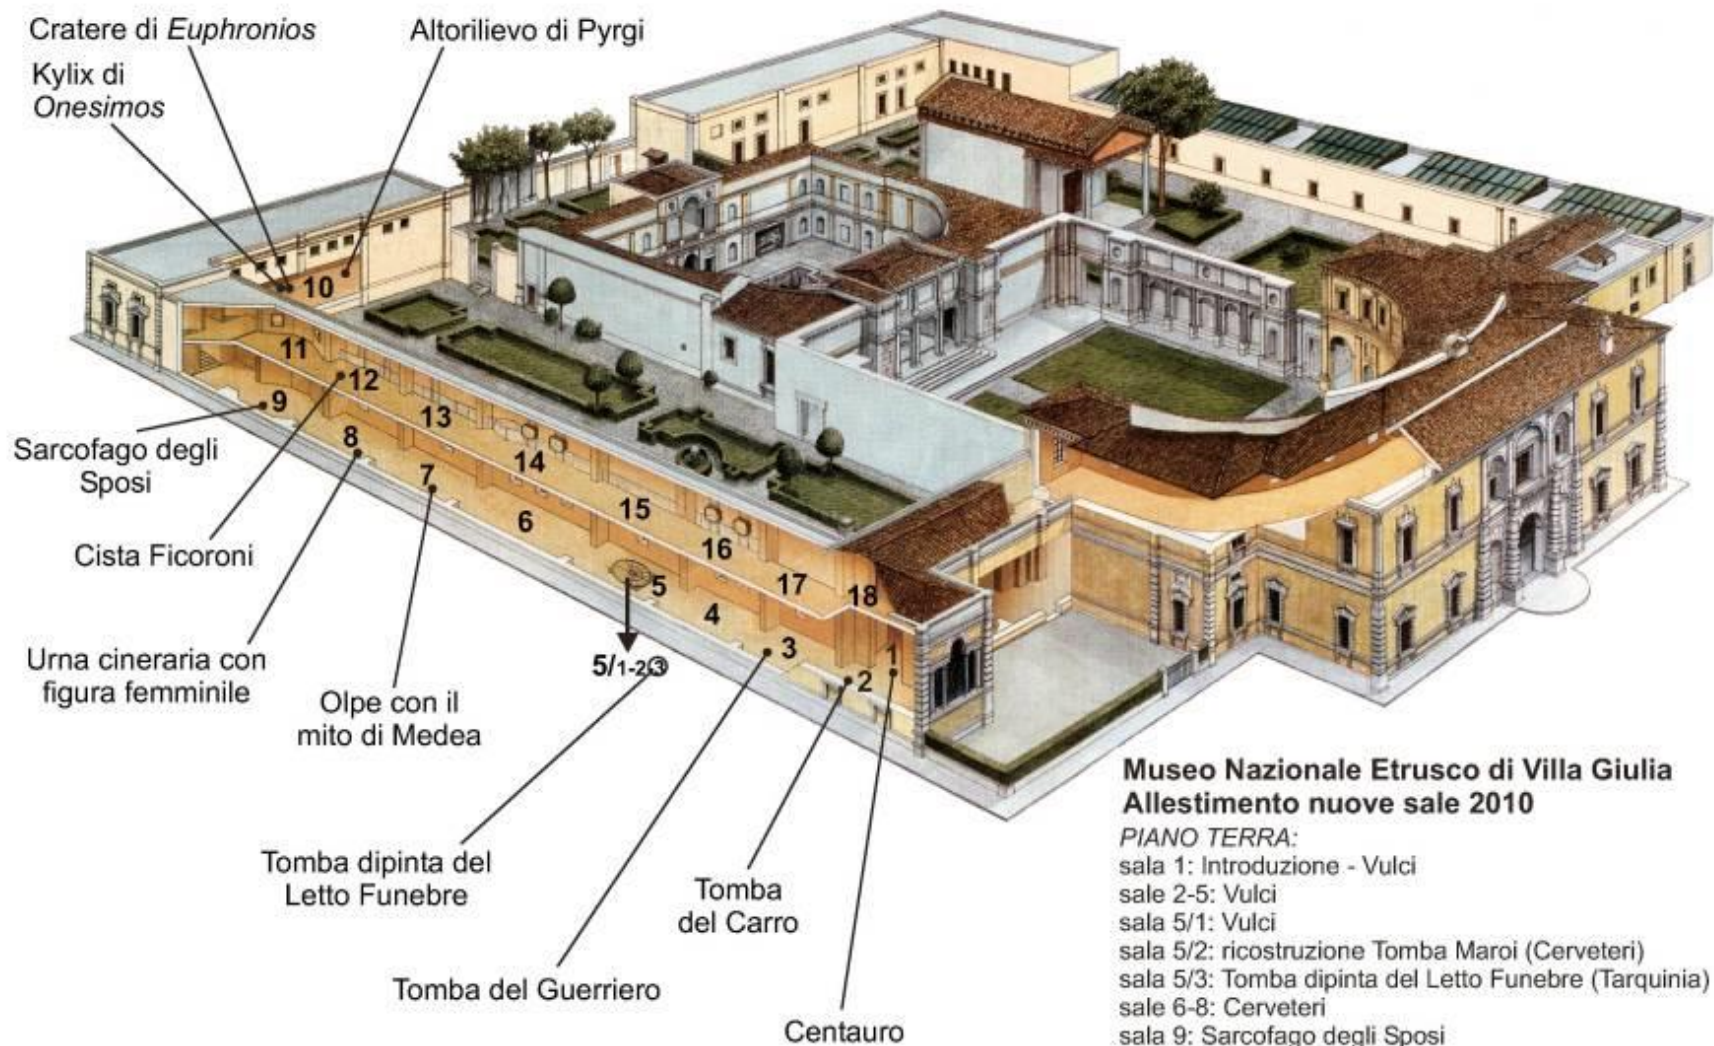 Cratere di Euphronios
Altorilievo di Pyrgi
Kylix di
Onesimos
10
11
12
9
13
8
Sarcofago degli
Sposi
14
7
15
6
16
Cista Ficoroni
17
5
18
4
3
1
2
5/1-2/3
Urna cineraria con
figura femminile
Olpe con il
mito di Medea
Tomba dipinta del
Letto Funebre
Tomba
del Carro
Tomba del Guerriero
Centauro
Museo Nazionale Etrusco di Villa Giulia
Allestimento nuove sale 2010
PIANO TERRA:
sala 1: Introduzione - Vulci
sale 2-5: Vulci
sala 5/1: Vulci
sala 5/2: ricostruzione Tomba Maroi (Cerveteri)
sala 5/3: Tomba dipinta del Letto Funebre (Tarquinia)
sale 6-8: Cerveteri
sala 9: Sarcofago degli Sposi